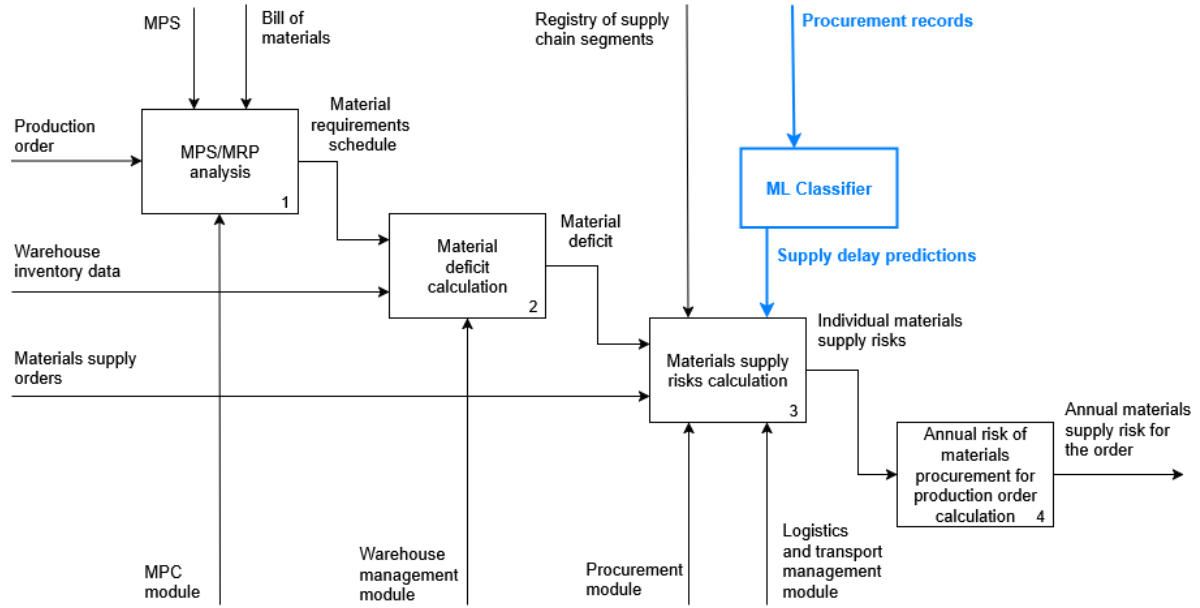 MPS
Bill of
materials
Registry of supply
chain segments
Procurement records
Production
order
MPS/MRP
analysis
1
Material
requirements
schedule
ML Classifier
Warehouse
inventory data
Material
deficit
calculation
2
Material
deficit
Supply delay predictions
Materials supply
orders
Materials supply
risks calculation
3
Individual materials
supply risks
Annual risk of
materials
procurement for
production order
calculation
4
Annual materials
supply risk for
the order
MPC
module
Warehouse
management
module
Procurement
module
Logistics
and transport
management
module